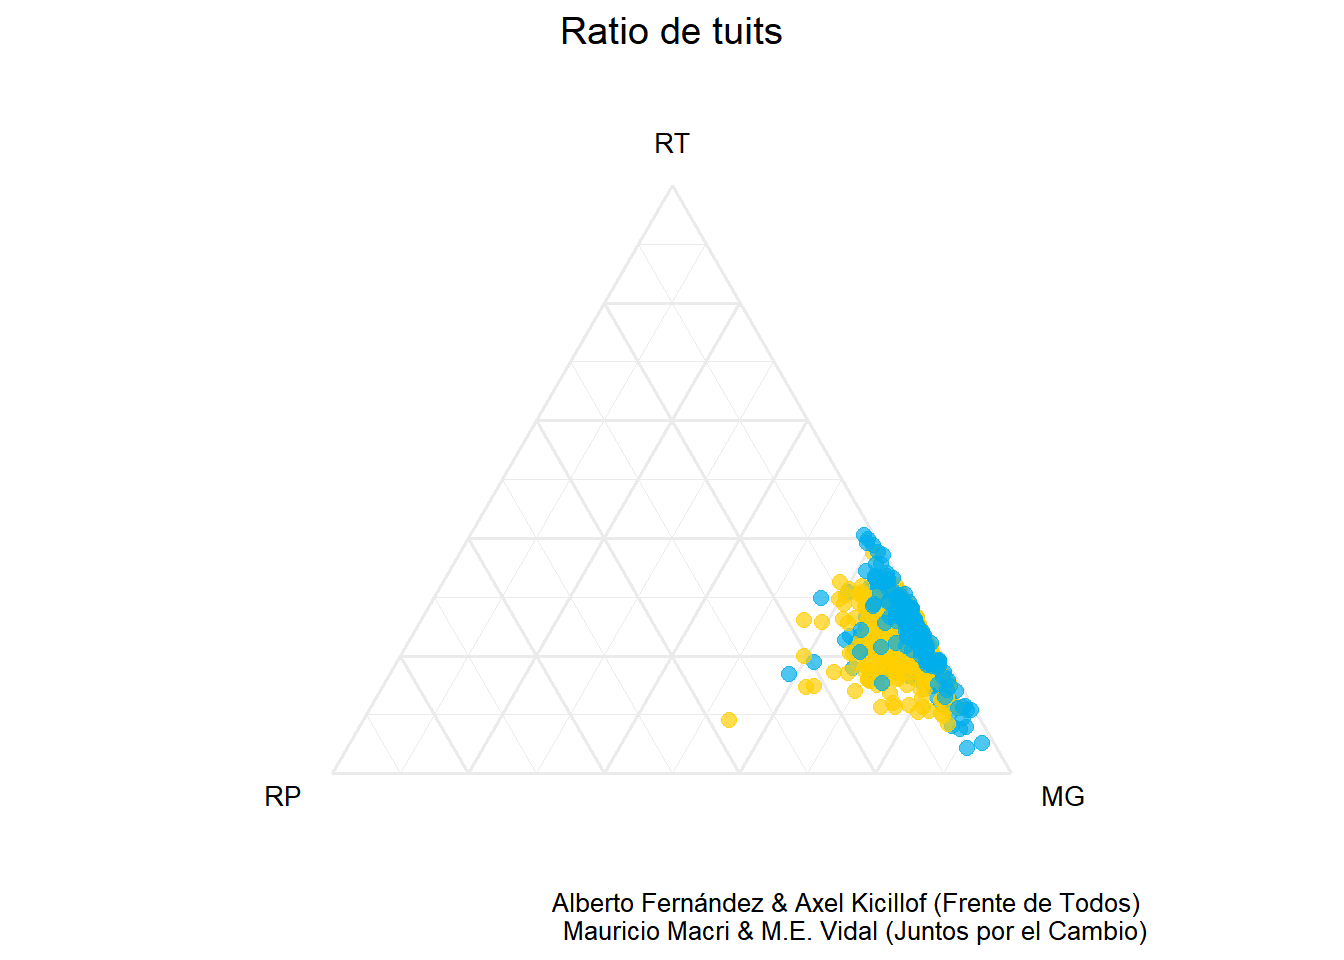 Ratio de tuits
RT
RP
MG
Alberto Fernández & Axel Kicillof (Frente de Todos)
Mauricio Macri & M.E. Vidal (Juntos por el Cambio)